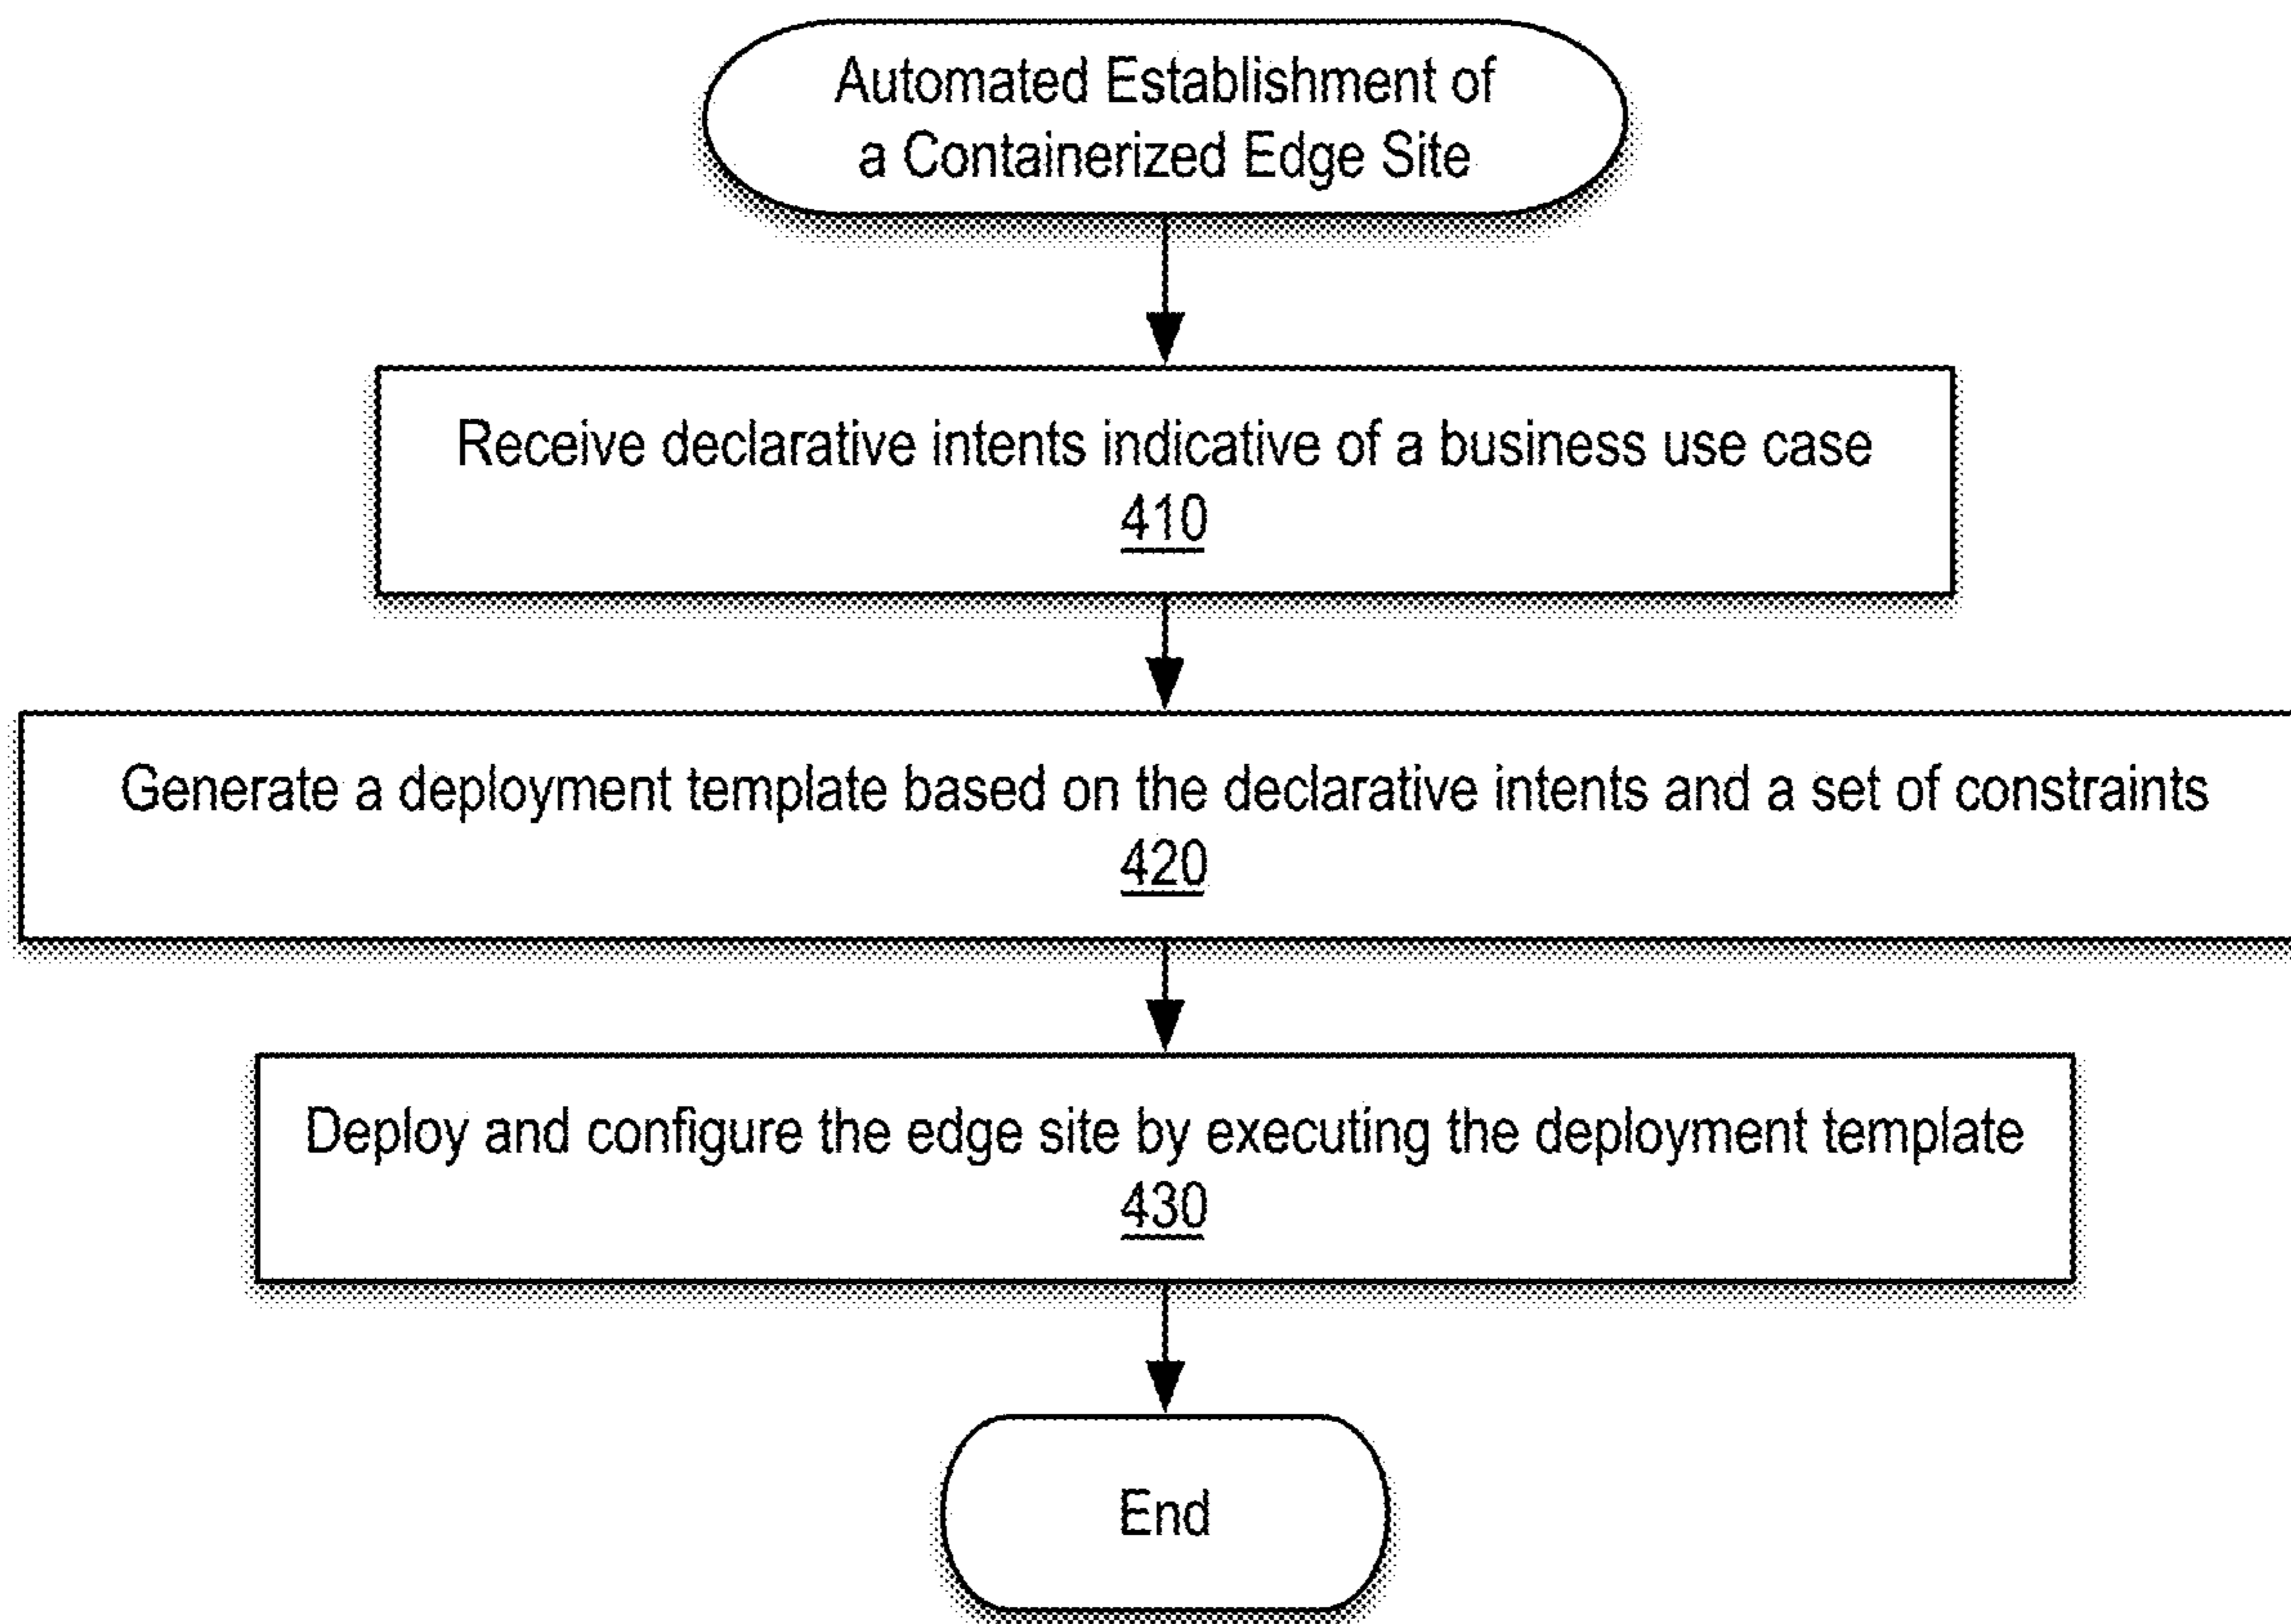 Automated Establishment of
a Containerized Edge Site
Receive declarative intents indicative of a business use case
410
Generate a deployment template based on the declarative intents and a set of constraints
420
Deploy and configure the edge site by executing the deployment template
430
End